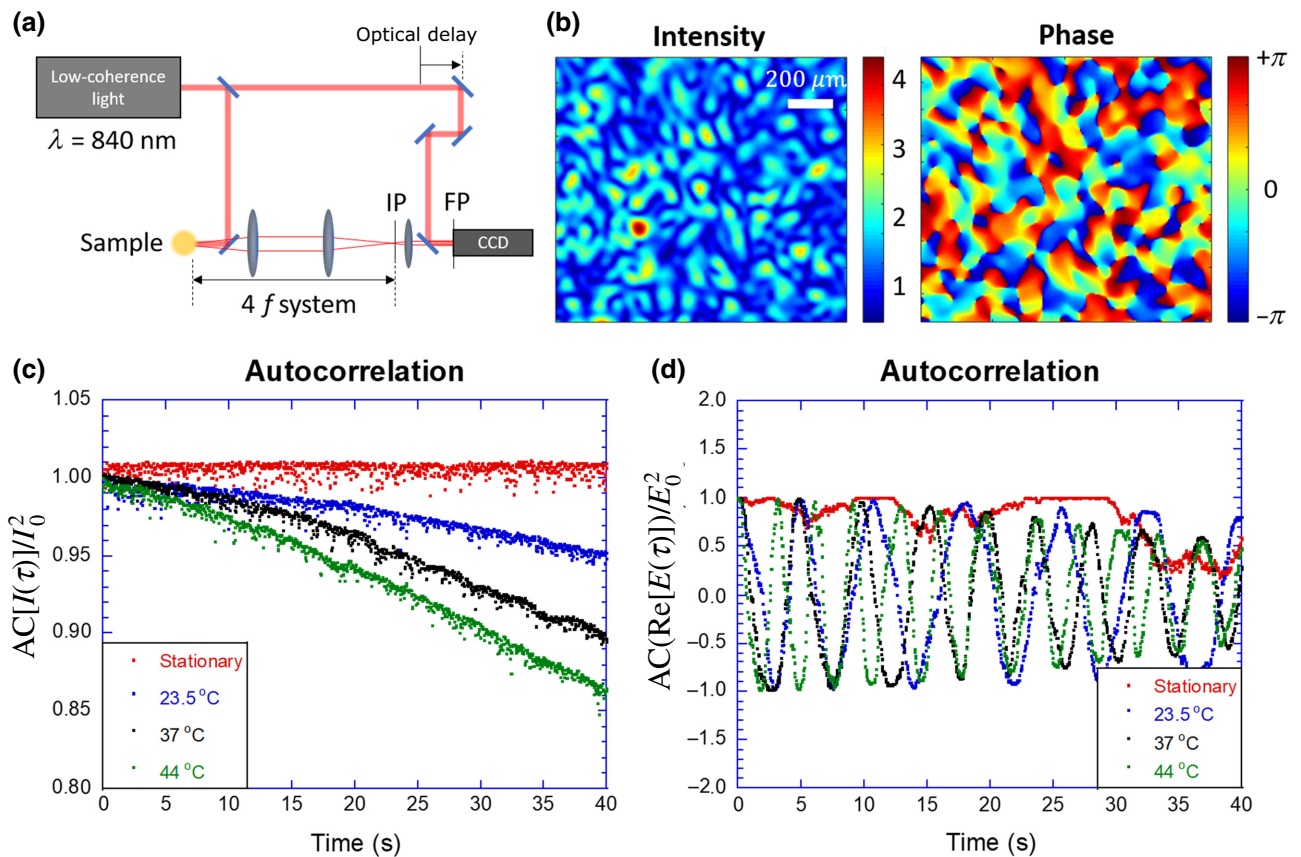 (a)
Optical delay
Low-coherence
light
λ = 840 nm
IP
FP
Sample
CCD
4 f system
(b)
Intensity
200 μm
4
3
2
1
Phase
+π
0
−π
(c)
Autocorrelation
AC[I(τ)]/I₀²
1.05
1.00
0.95
0.90
0.85
0.80
Stationary
23.5 °C
37 °C
44 °C
0 5 10 15 20 25 30 35 40
Time (s)
(d)
Autocorrelation
AC(Re[E(τ)])/E₀²
2.0
1.5
1.0
0.5
0.0
−0.5
−1.0
−1.5
−2.0
Stationary
23.5 °C
37 °C
44 °C
0 5 10 15 20 25 30 35 40
Time (s)